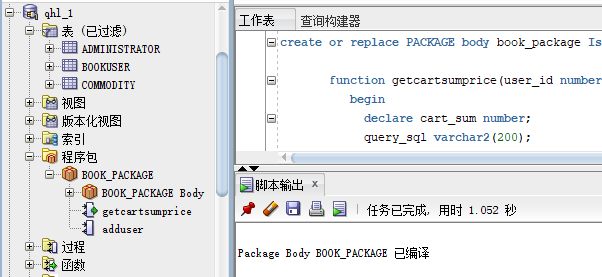 qhl_1
表 (已过滤)
ADMINISTRATOR
BOOKUSER
COMMODITY
视图
版本化视图
索引
程序包
BOOK_PACKAGE
BOOK_PACKAGE Body
getcartsumprice
adduser
过程
函数
工作表 查询构建器
create or replace PACKAGE body book_package Is
function getcartsumprice(user_id number
begin
declare cart_sum number;
query_sql varchar2(200);
脚本输出 x
任务已完成, 用时 1.052 秒
Package Body BOOK_PACKAGE 已编译